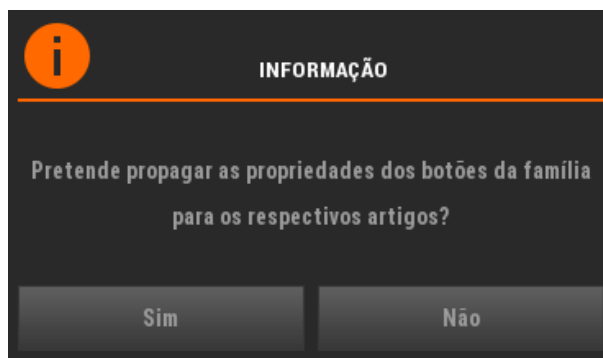 i
INFORMAÇÃO
Pretende propagar as propriedades dos botões da família
para os respectivos artigos?
Sim
Não